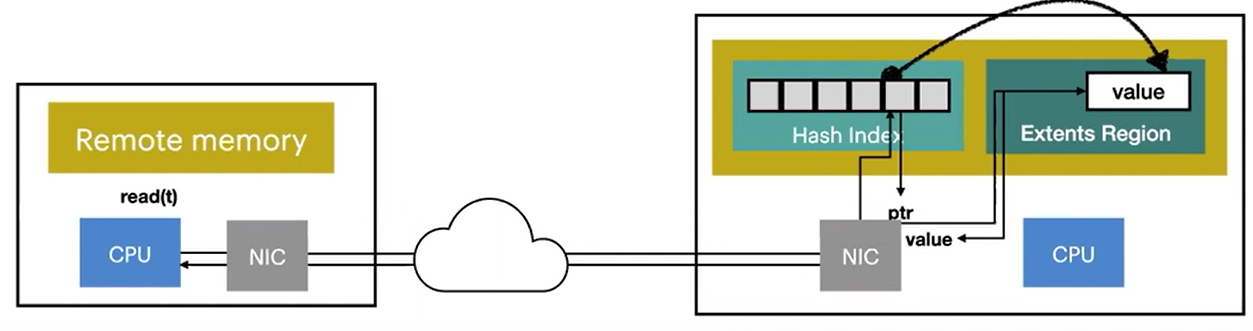 Remote memory
read(t)
CPU
NIC
Hash Index
value
Extents Region
ptr
value
NIC
CPU